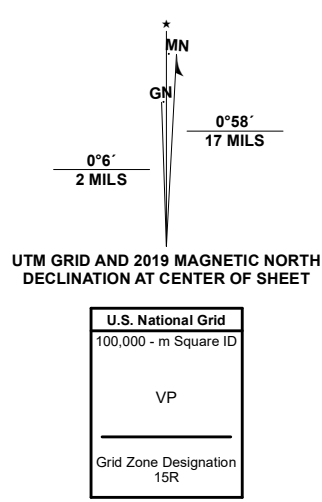 ★
MN
GN
0°58´
17 MILS
0°6´
2 MILS
UTM GRID AND 2019 MAGNETIC NORTH
DECLINATION AT CENTER OF SHEET
U.S. National Grid
100,000 - m Square ID
VP
Grid Zone Designation
15R